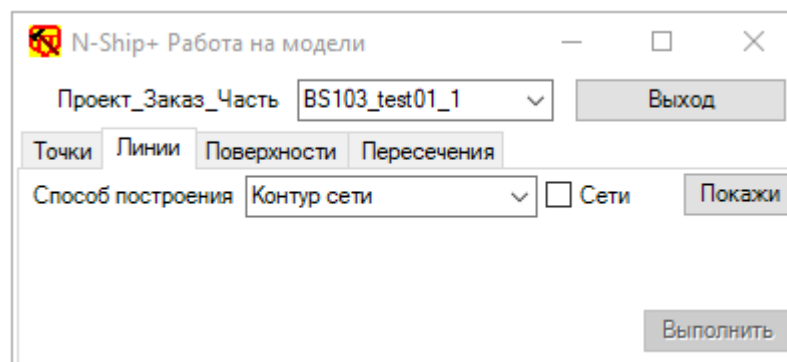 N-Ship+ Работа на модели
Проект_Заказ_Часть BS103_test01_1 Выход
Точки Линии Поверхности Пересечения
Способ построения Контур сети Сети Покажи
Выполнить